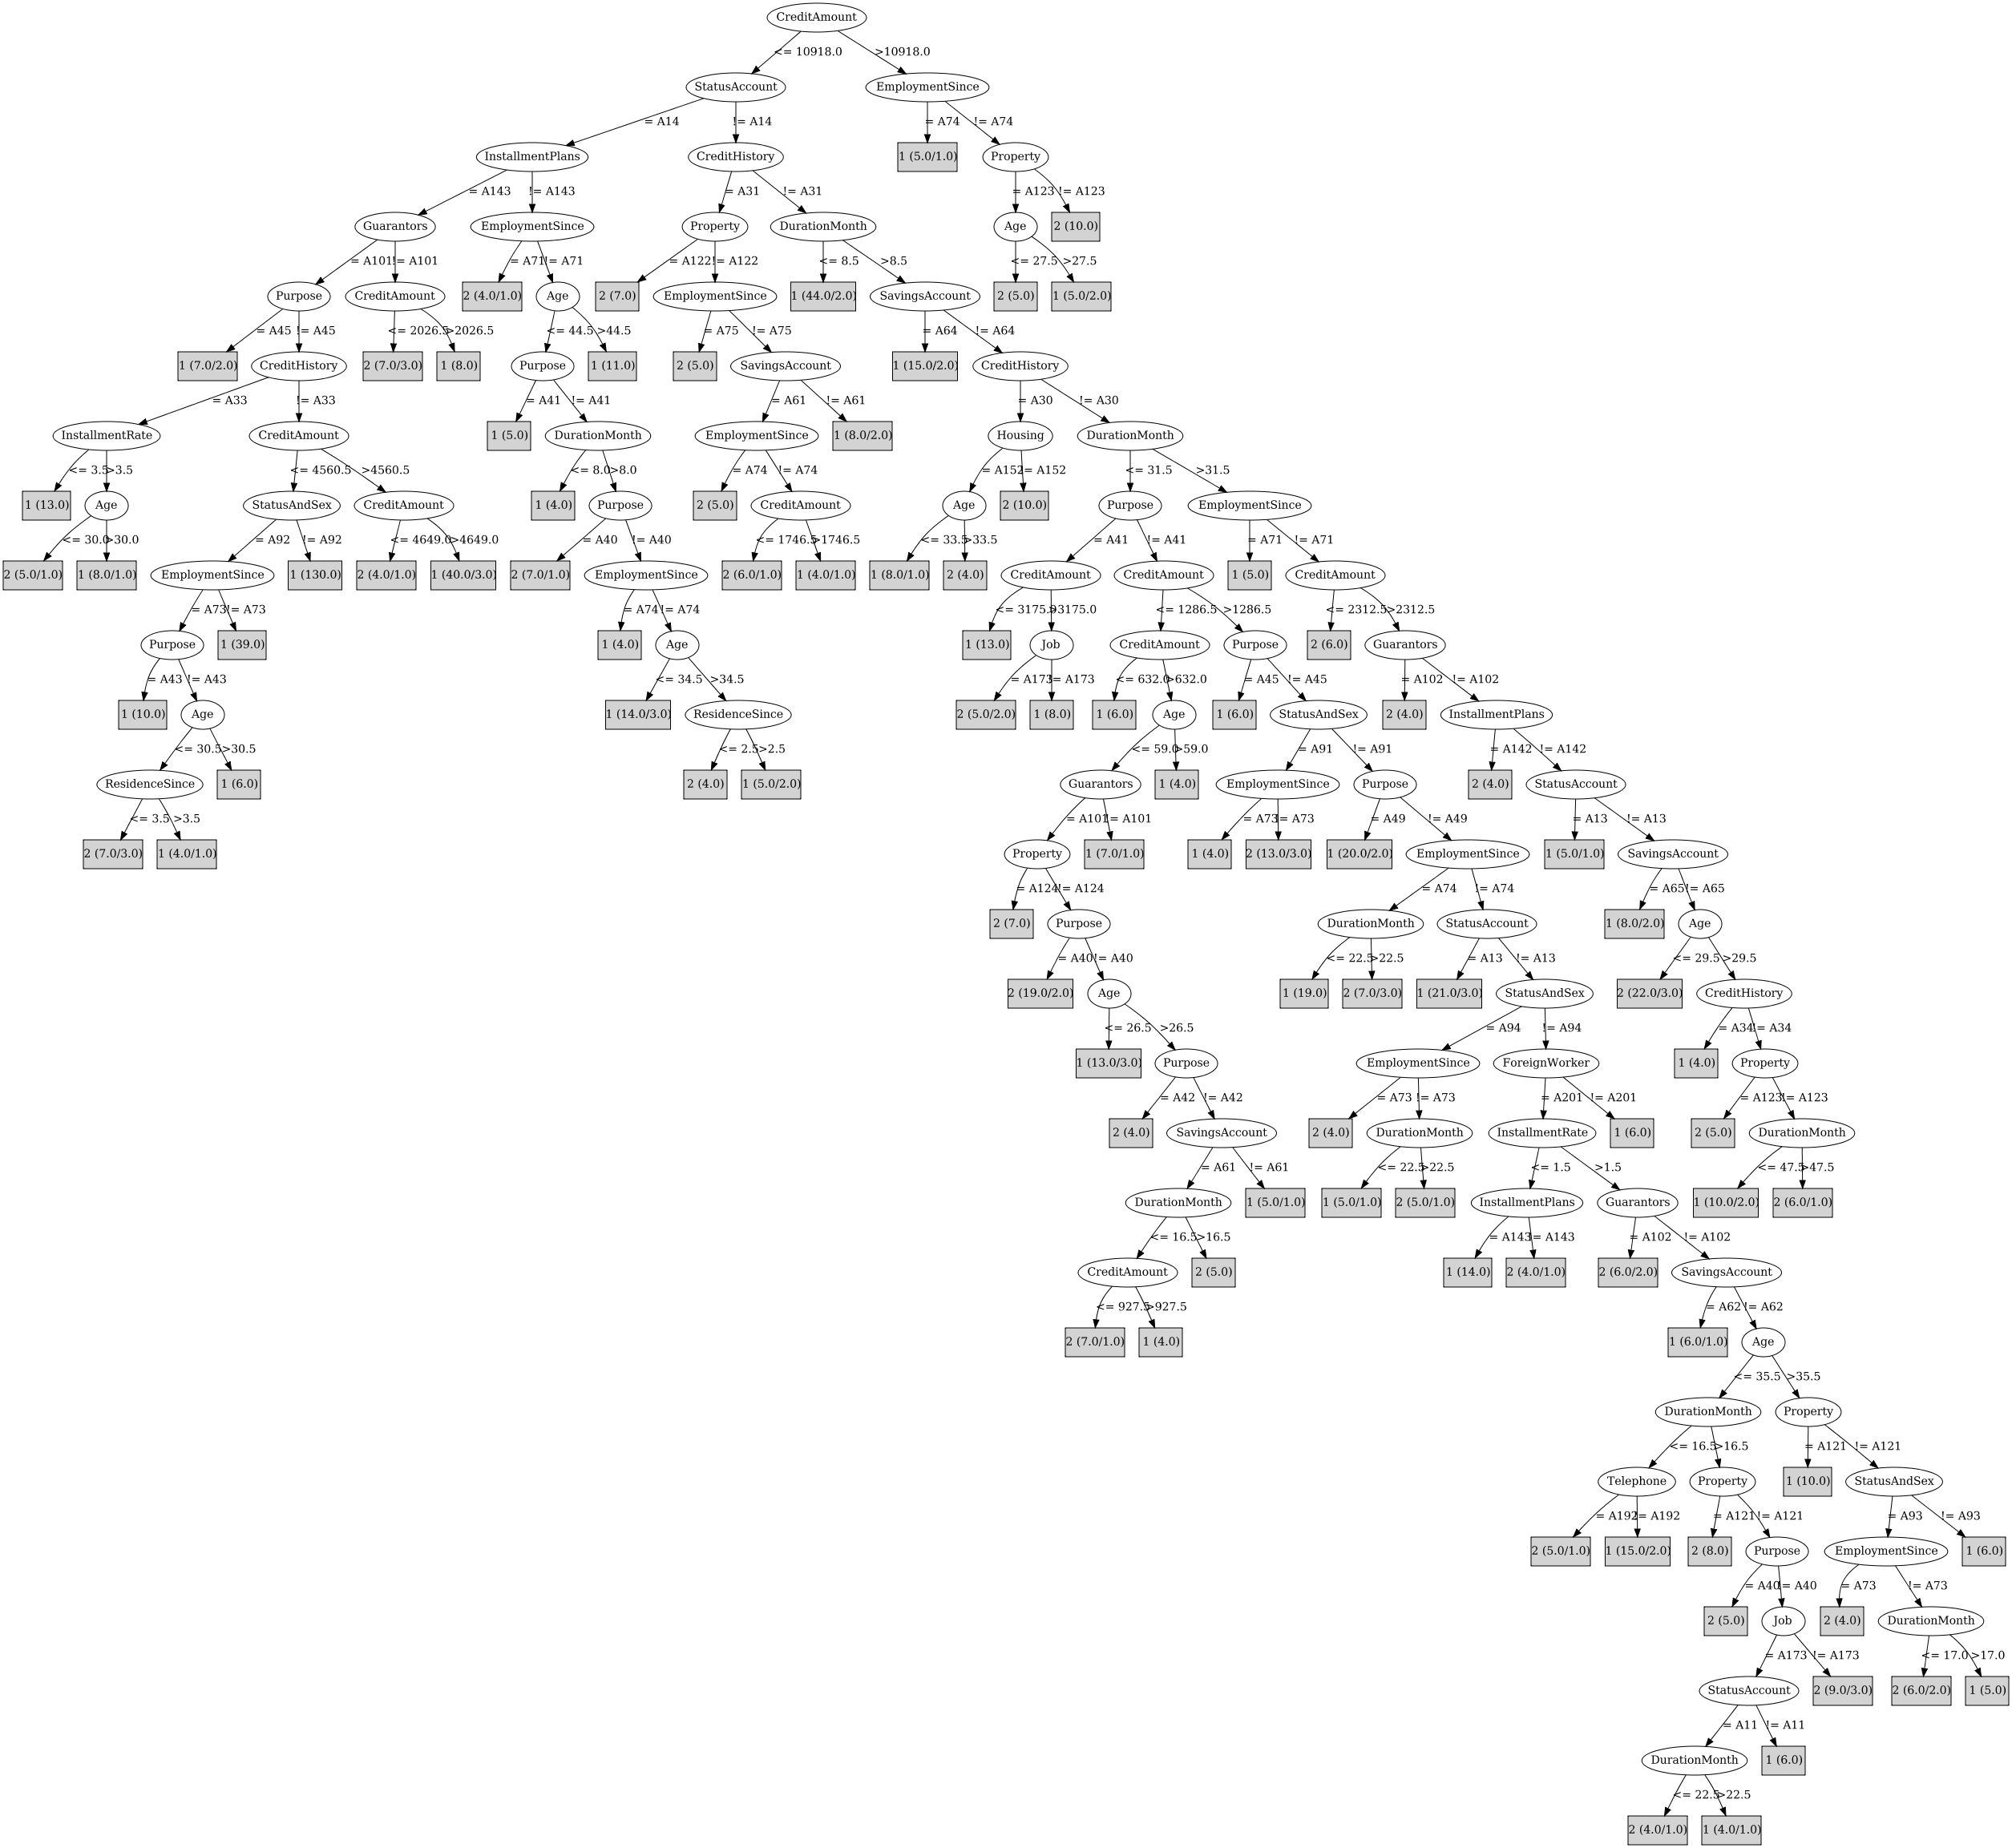 CreditAmount
<= 10918.0 >10918.0
StatusAccount EmploymentSince
= A14 != A14 = A74 != A74
InstallmentPlans CreditHistory 1 (5.0/1.0) Property
= A143 != A143 = A31 != A31 = A123 != A123
Guarantors EmploymentSince Property DurationMonth Age 2 (10.0)
= A101 != A101 = A71 != A71 = A122 != A122 <= 8.5 >8.5 <= 27.5 >27.5
Purpose CreditAmount 2 (4.0/1.0) Age 2 (7.0) EmploymentSince 1 (44.0/2.0) SavingsAccount 2 (5.0) 1 (5.0/2.0)
= A45 != A45 <= 2026.5 >2026.5 <= 44.5 >44.5 = A75 != A75 = A64 != A64
1 (7.0/2.0) CreditHistory 2 (7.0/3.0) 1 (8.0) Purpose 1 (11.0) 2 (5.0) SavingsAccount 1 (15.0/2.0) CreditHistory
= A33 != A33 = A41 != A41 = A61 != A61 = A30 != A30
InstallmentRate CreditAmount 1 (5.0) DurationMonth EmploymentSince 1 (8.0/2.0) Housing DurationMonth
<= 3.5 >3.5 <= 4560.5 >4560.5 <= 8.0 >8.0 = A74 != A74 = A152 != A152 <= 31.5 >31.5
1 (13.0) Age StatusAndSex CreditAmount 1 (4.0) Purpose 2 (5.0) CreditAmount Age 2 (10.0) Purpose EmploymentSince
<= 30.0 >30.0 = A92 != A92 <= 4649.0 >4649.0 = A40 != A40 <= 1746.5 >1746.5 <= 33.5 >33.5 = A41 != A41 = A71 != A71
2 (5.0/1.0) 1 (8.0/1.0) EmploymentSince 1 (130.0) 2 (4.0/1.0) 1 (40.0/3.0) 2 (7.0/1.0) EmploymentSince 2 (6.0/1.0) 1 (4.0/1.0) 1 (8.0/1.0) 2 (4.0) CreditAmount CreditAmount 1 (5.0) CreditAmount
= A73 != A73 = A74 != A74 <= 3175.0 >3175.0 <= 1286.5 >1286.5 <= 2312.5 >2312.5
Purpose 1 (39.0) 1 (4.0) Age 1 (13.0) Job CreditAmount Purpose 2 (6.0) Guarantors
= A43 != A43 <= 34.5 >34.5 = A173 != A173 <= 632.0 >632.0 = A45 != A45 = A102 != A102
1 (10.0) Age 1 (14.0/3.0) ResidenceSince 2 (5.0/2.0) 1 (8.0) 1 (6.0) Age 1 (6.0) StatusAndSex 2 (4.0) InstallmentPlans
<= 30.5 >30.5 <= 2.5 >2.5 <= 59.0 >59.0 = A91 != A91 = A142 != A142
ResidenceSince 1 (6.0) 2 (4.0) 1 (5.0/2.0) Guarantors 1 (4.0) EmploymentSince Purpose 2 (4.0) StatusAccount
<= 3.5 >3.5 = A101 != A101 = A73 != A73 = A49 != A49 = A13 != A13
2 (7.0/3.0) 1 (4.0/1.0) Property 1 (7.0/1.0) 1 (4.0) 2 (13.0/3.0) 1 (20.0/2.0) EmploymentSince 1 (5.0/1.0) SavingsAccount
= A124 != A124 = A74 != A74 = A65 != A65
2 (7.0) Purpose DurationMonth StatusAccount 1 (8.0/2.0) Age
= A40 != A40 <= 22.5 >22.5 = A13 != A13 <= 29.5 >29.5
2 (19.0/2.0) Age 1 (19.0) 2 (7.0/3.0) 1 (21.0/3.0) StatusAndSex 2 (22.0/3.0) CreditHistory
<= 26.5 >26.5 = A94 != A94 = A34 != A34
1 (13.0/3.0) Purpose EmploymentSince ForeignWorker 1 (4.0) Property
= A42 != A42 = A73 != A73 = A201 != A201 = A123 != A123
2 (4.0) SavingsAccount 2 (4.0) DurationMonth InstallmentRate 1 (6.0) 2 (5.0) DurationMonth
= A61 != A61 <= 22.5 >22.5 <= 1.5 >1.5 <= 47.5 >47.5
DurationMonth 1 (5.0/1.0) 1 (5.0/1.0) 2 (5.0/1.0) InstallmentPlans Guarantors 1 (10.0/2.0) 2 (6.0/1.0)
<= 16.5 >16.5 = A143 != A143 = A102 != A102
CreditAmount 2 (5.0) 1 (14.0) 2 (4.0/1.0) 2 (6.0/2.0) SavingsAccount
<= 927.5 >927.5 = A62 != A62
2 (7.0/1.0) 1 (4.0) 1 (6.0/1.0) Age
<= 35.5 >35.5
DurationMonth Property
<= 16.5 >16.5 = A121 != A121
Telephone Property 1 (10.0) StatusAndSex
= A192 != A192 = A121 != A121 = A93 != A93
2 (5.0/1.0) 1 (15.0/2.0) 2 (8.0) Purpose EmploymentSince 1 (6.0)
= A40 != A40 = A73 != A73
2 (5.0) Job 2 (4.0) DurationMonth
= A173 != A173 <= 17.0 >17.0
StatusAccount 2 (9.0/3.0) 2 (6.0/2.0) 1 (5.0)
= A11 != A11
DurationMonth 1 (6.0)
<= 22.5 >22.5
2 (4.0/1.0) 1 (4.0/1.0)